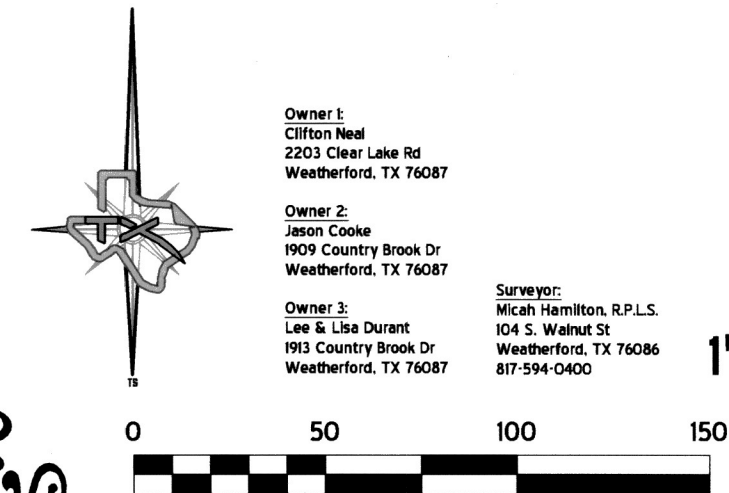 Owner 1:
Clifton Neal
2203 Clear Lake Rd
Weatherford, TX 76087
Owner 2:
Jason Cooke
1909 Country Brook Dr
Weatherford, TX 76087
Owner 3:
Lee & Lisa Durant
1913 Country Brook Dr
Weatherford, TX 76087
Surveyor:
Micah Hamilton, R.P.L.S.
104 S. Walnut St
Weatherford, TX 76086
817-594-0400
1"
TX
TS
0 50 100 150